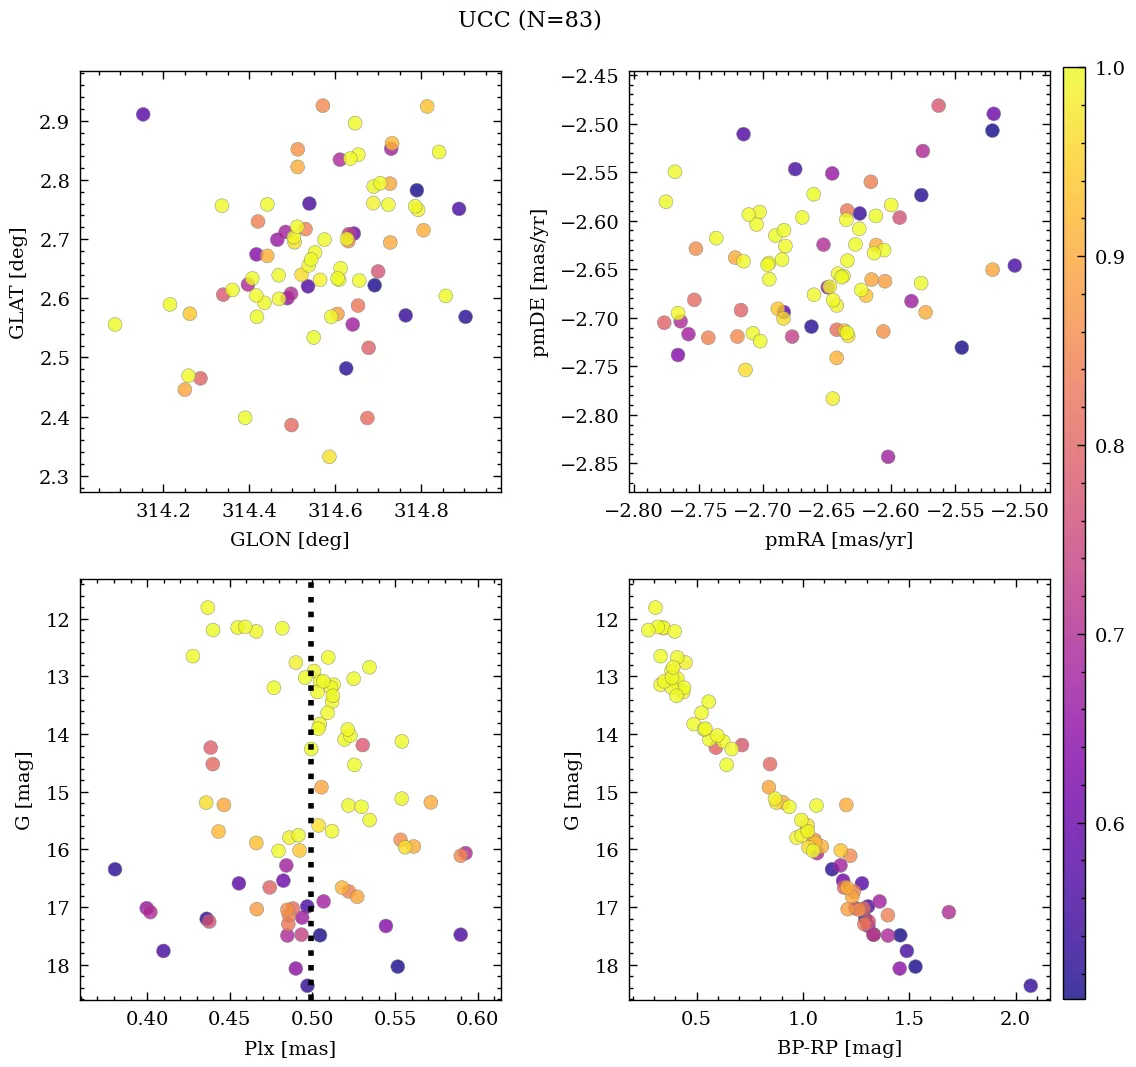 UCC (N=83)
2.9
2.8
2.7
2.6
2.5
2.4
2.3
GLAT [deg]
314.2 314.4 314.6 314.8
GLON [deg]
−2.45
−2.50
−2.55
−2.60
−2.65
−2.70
−2.75
−2.80
−2.85
pmDE [mas/yr]
−2.80 −2.75 −2.70 −2.65 −2.60 −2.55 −2.50
pmRA [mas/yr]
1.0
0.9
0.8
0.7
0.6
12
13
14
15
16
17
18
G [mag]
0.40 0.45 0.50 0.55 0.60
Plx [mas]
12
13
14
15
16
17
18
G [mag]
0.5 1.0 1.5 2.0
BP-RP [mag]